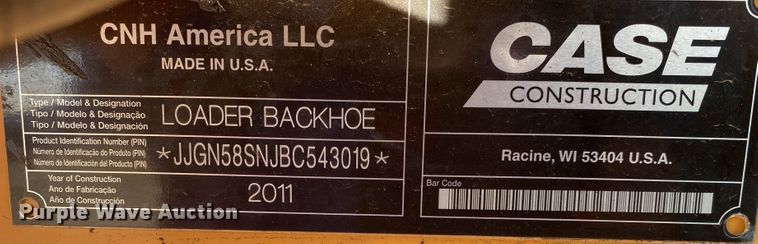 CNH America LLC
MADE IN U.S.A.
Type / Model & Designation
Tipo / Modelo & Designação
Tipo / Modelo & Designación
LOADER BACKHOE
Product Identification Number (PIN)
Número de Identificação do Produto (PIN)
Número de Identificación del Producto (PIN)
*JJGN58SNJBC543019*
Year of Construction
Ano de Fabricação
Año de Construcción
2011
CASE
CONSTRUCTION
Racine, WI 53404 U.S.A.
Bar Code
Purple Wave Auction